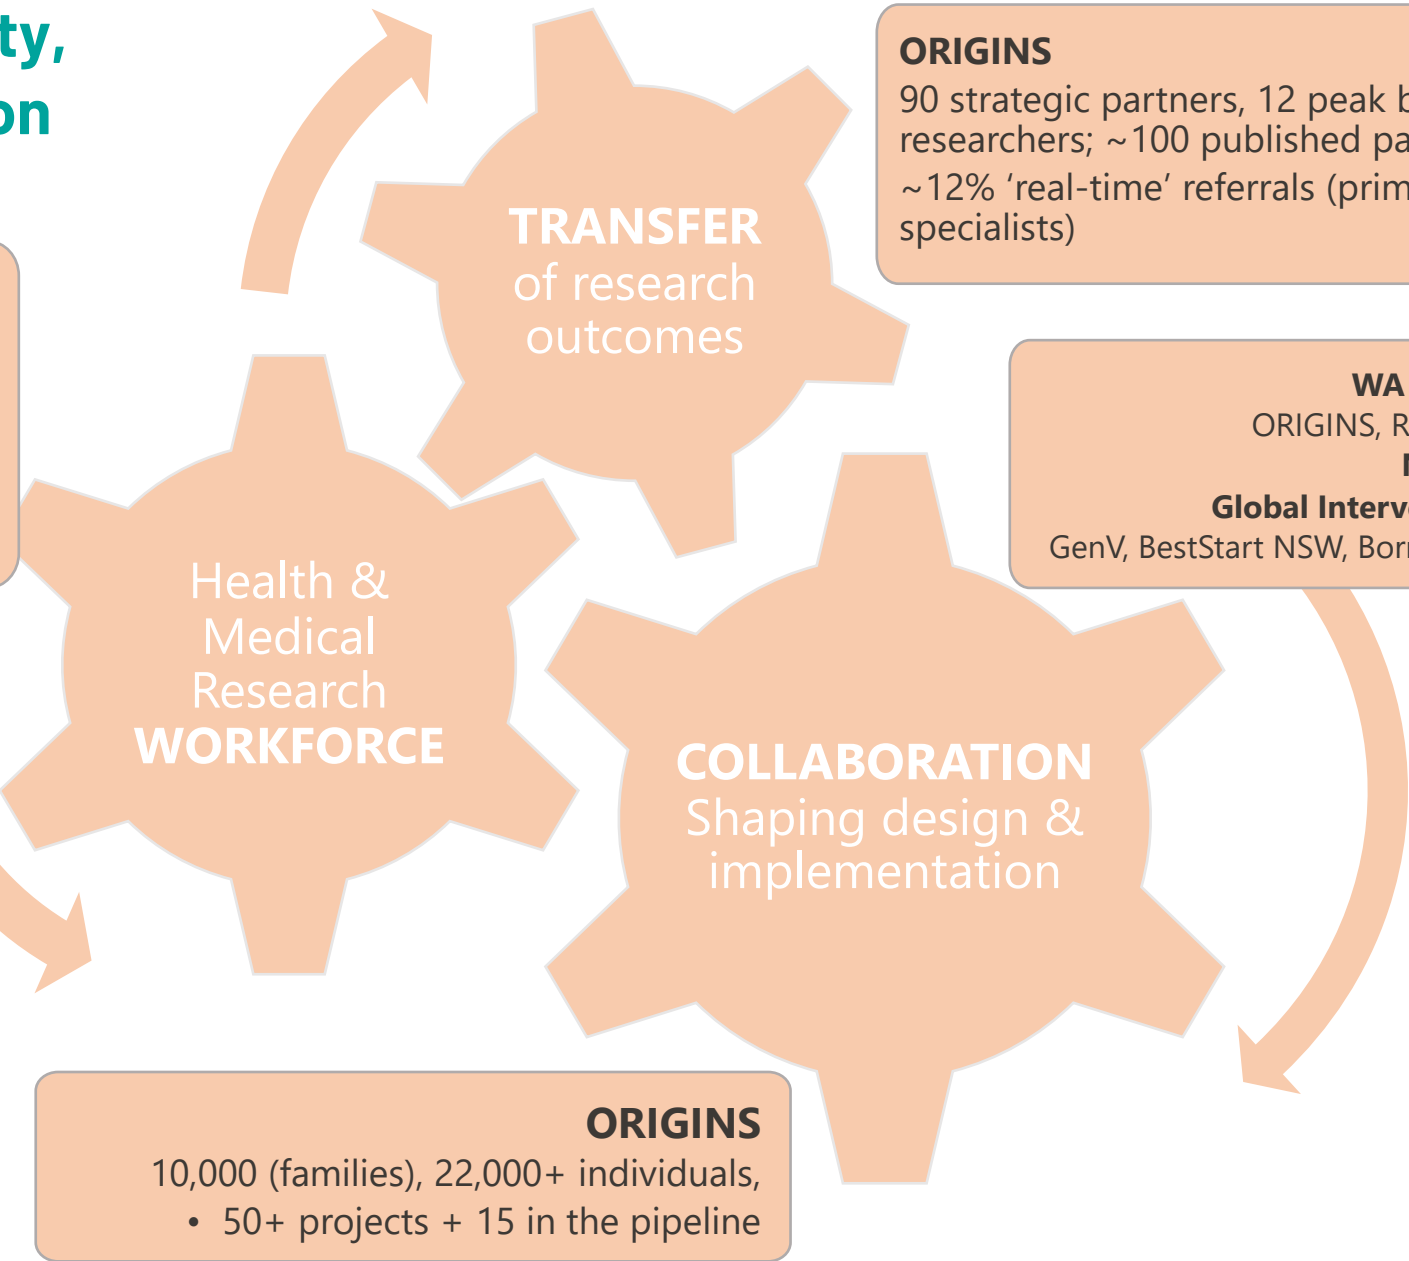 ty,
on
ORIGINS
90 strategic partners, 12 peak b
researchers; ~100 published pa
~12% ‘real-time’ referrals (prim
specialists)
TRANSFER
of research
outcomes
WA
ORIGINS, R
Global Interv
GenV, BestStart NSW, Bor
Health &
Medical
Research
WORKFORCE
COLLABORATION
Shaping design &
implementation
ORIGINS
10,000 (families), 22,000+ individuals,
• 50+ projects + 15 in the pipeline